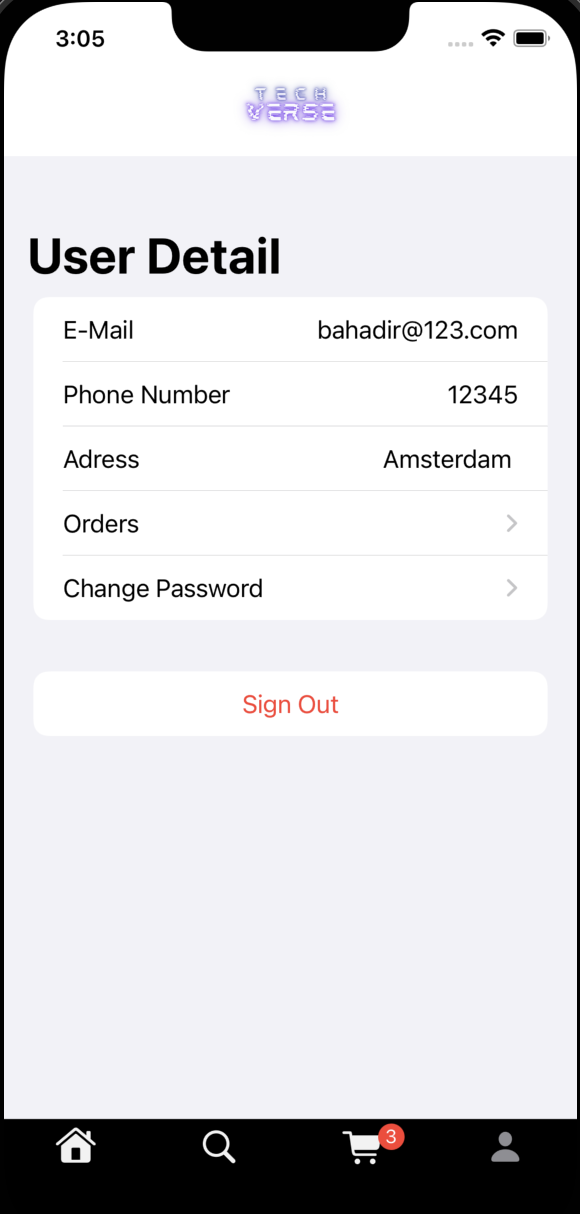 3:05
TECH
VERSE
User Detail
E-Mail bahadir@123.com
Phone Number 12345
Adress Amsterdam
Orders
Change Password
Sign Out
3